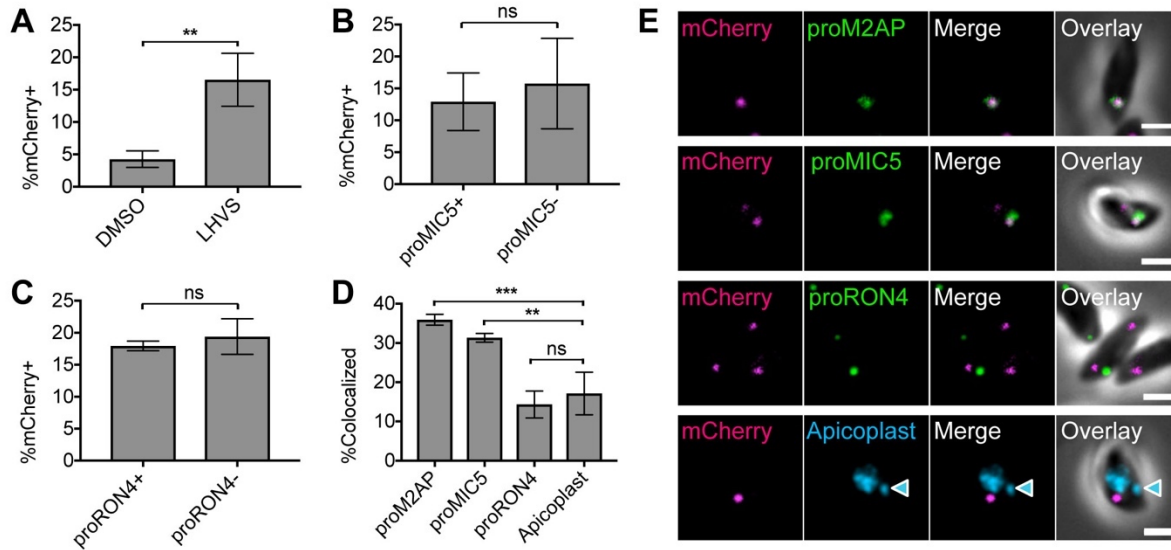 A
%mCherry+
25
20
15
10
5
0
**
DMSO
LHVS
B
%mCherry+
25
20
15
10
5
0
ns
proMIC5+
proMIC5-
C
%mCherry+
25
20
15
10
5
0
ns
proRON4+
proRON4-
D
%Colocalized
40
30
20
10
0
***
**
ns
proM2AP
proMIC5
proRON4
Apicoplast
E
mCherry proM2AP Merge Overlay
mCherry proMIC5 Merge Overlay
mCherry proRON4 Merge Overlay
mCherry Apicoplast Merge Overlay